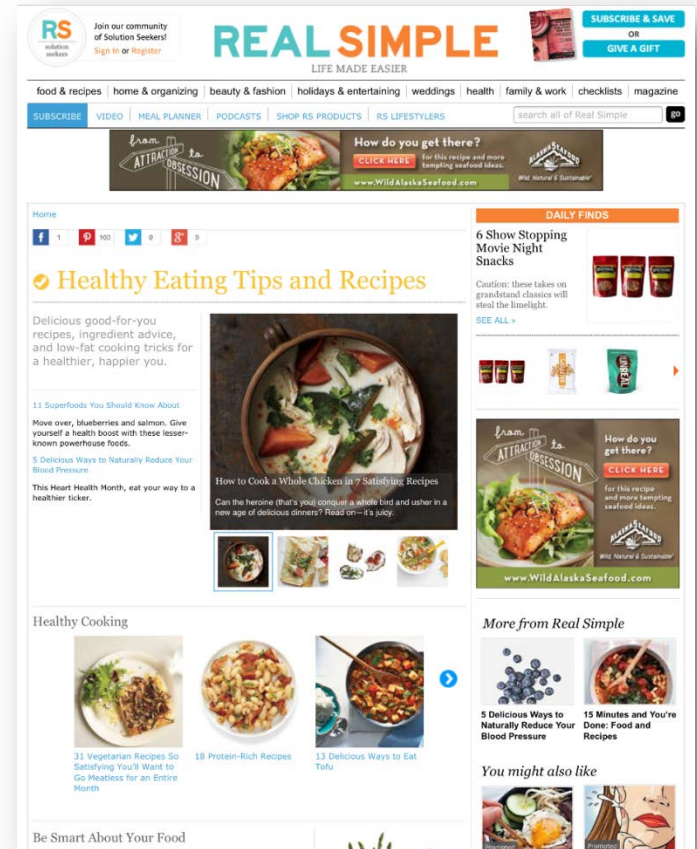 RS
solution
seekers
Join our community
of Solution Seekers!
Sign In or Register
REAL SIMPLE
LIFE MADE EASIER
SUBSCRIBE & SAVE
OR
GIVE A GIFT
food & recipes | home & organizing | beauty & fashion | holidays & entertaining | weddings | health | family & work | checklists | magazine
SUBSCRIBE VIDEO | MEAL PLANNER | PODCASTS | SHOP RS PRODUCTS | RS LIFESTYLERS
search all of Real Simple go
from
ATTRACTION to
OBSESSION
How do you get there?
CLICK HERE for this recipe and more
tempting seafood ideas.
www.WildAlaskaSeafood.com
ALASKA SEAFOOD
Wild, Natural & Sustainable
Home
f 1 100 0 8+ 0
Healthy Eating Tips and Recipes
Delicious good-for-you
recipes, ingredient advice,
and low-fat cooking tricks for
a healthier, happier you.
11 Superfoods You Should Know About
Move over, blueberries and salmon. Give
yourself a health boost with these lesser-
known powerhouse foods.
5 Delicious Ways to Naturally Reduce Your
Blood Pressure
This Heart Health Month, eat your way to a
healthier ticker.
How to Cook a Whole Chicken in 7 Satisfying Recipes
Can the heroine (that's you) conquer a whole bird and usher in a
new age of delicious dinners? Read on—it's juicy.
Healthy Cooking
31 Vegetarian Recipes So
Satisfying You'll Want to
Go Meatless for an Entire
Month
18 Protein-Rich Recipes
13 Delicious Ways to Eat
Tofu
Be Smart About Your Food
DAILY FINDS
6 Show Stopping
Movie Night
Snacks
Caution: these takes on
grandstand classics will
steal the limelight.
SEE ALL »
UNREAL
from
ATTRACTION to
OBSESSION
How do you
get there?
CLICK HERE
for this recipe
and more tempting
seafood ideas.
ALASKA SEAFOOD
Wild, Natural & Sustainable
www.WildAlaskaSeafood.com
More from Real Simple
5 Delicious Ways to
Naturally Reduce Your
Blood Pressure
15 Minutes and You're
Done: Food and
Recipes
You might also like
Promoted
Promoted